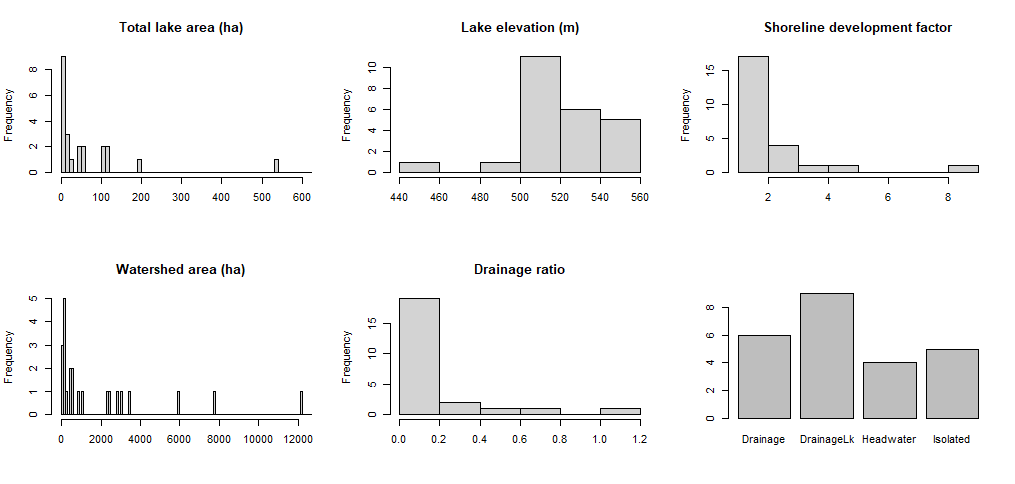 Total lake area (ha)
Frequency
0 2 4 6 8
0 100 200 300 400 500 600
Lake elevation (m)
Frequency
2 4 6 8 10
0
440 460 480 500 520 540 560
Shoreline development factor
Frequency
0 5 10 15
2 4 6 8
Watershed area (ha)
Frequency
0 1 2 3 4 5
0 2000 4000 6000 8000 10000 12000
Drainage ratio
Frequency
0 5 10 15
0.0 0.2 0.4 0.6 0.8 1.0 1.2
0 2 4 6 8
Drainage DrainageLk Headwater Isolated